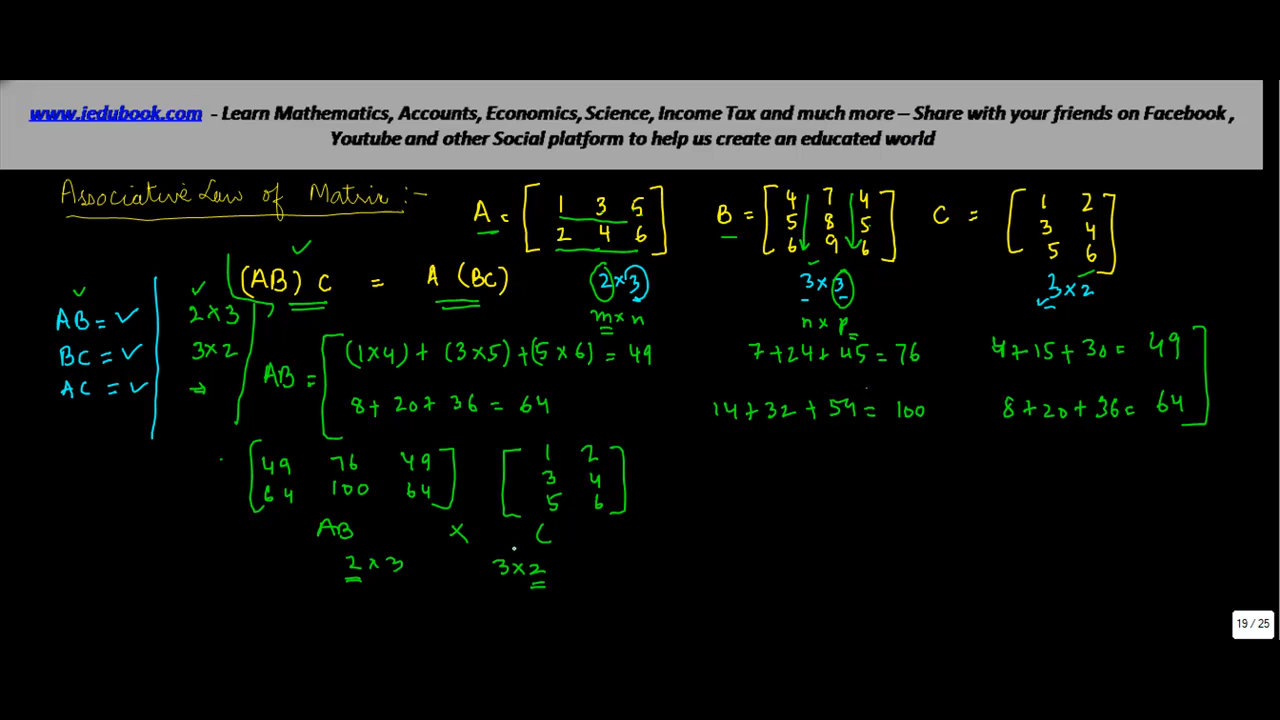 www.iedubook.com - Learn Mathematics, Accounts, Economics, Science, Income Tax and much more – Share with your friends on Facebook ,
Youtube and other Social platform to help us create an educated world
Associative Law of Matrix :-
A = [ 1 3 5
2 4 6 ]
2 × 3
m × n
B = [ 4 7 4
5 8 5
6 9 6 ]
3 × 3
n × p
C = [ 1 2
3 4
5 6 ]
3 × 2
(AB) C = A (BC)
AB = ✓
BC = ✓
AC = ✓
2 × 3
3 × 2
⇒
AB = [ (1×4) + (3×5) + (5×6) = 49 7 + 24 + 45 = 76 4 + 15 + 30 = 49
8 + 20 + 36 = 64 14 + 32 + 54 = 100 8 + 20 + 36 = 64 ]
[ 49 76 49
64 100 64 ]
[ 1 2
3 4
5 6 ]
AB × C
2 × 3 3 × 2
19 / 25